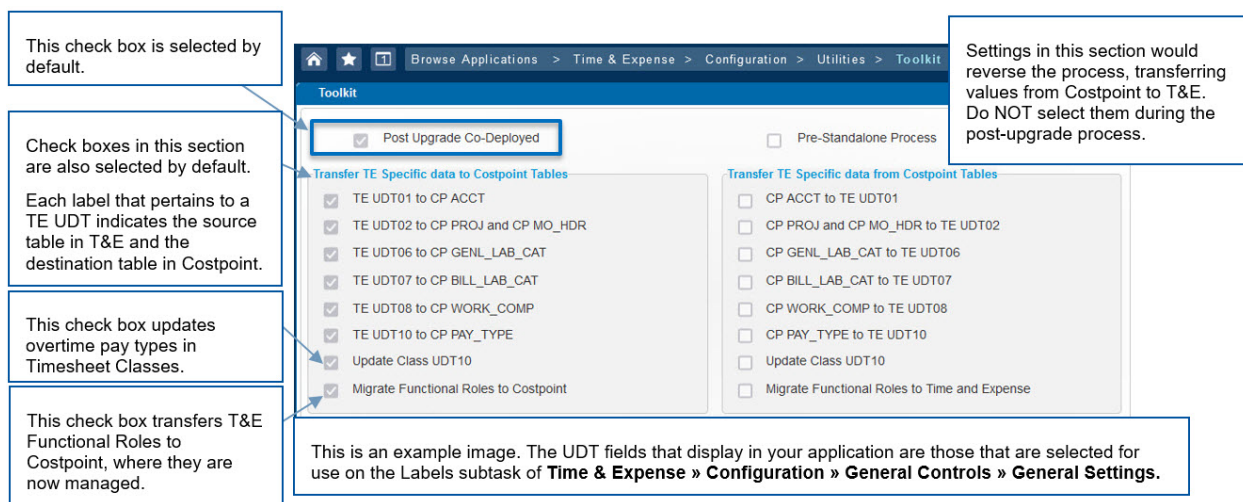 This check box is selected by
default.
Check boxes in this section
are also selected by default.
Each label that pertains to a
TE UDT indicates the source
table in T&E and the
destination table in Costpoint.
This check box updates
overtime pay types in
Timesheet Classes.
This check box transfers T&E
Functional Roles to
Costpoint, where they are
now managed.
1 Browse Applications > Time & Expense > Configuration > Utilities > Toolkit
Toolkit
Post Upgrade Co-Deployed
Transfer TE Specific data to Costpoint Tables
TE UDT01 to CP ACCT
TE UDT02 to CP PROJ and CP MO_HDR
TE UDT06 to CP GENL_LAB_CAT
TE UDT07 to CP BILL_LAB_CAT
TE UDT08 to CP WORK_COMP
TE UDT10 to CP PAY_TYPE
Update Class UDT10
Migrate Functional Roles to Costpoint
Pre-Standalone Process
Transfer TE Specific data from Costpoint Tables
CP ACCT to TE UDT01
CP PROJ and CP MO_HDR to TE UDT02
CP GENL_LAB_CAT to TE UDT06
CP BILL_LAB_CAT to TE UDT07
CP WORK_COMP to TE UDT08
CP PAY_TYPE to TE UDT10
Update Class UDT10
Migrate Functional Roles to Time and Expense
Settings in this section would
reverse the process, transferring
values from Costpoint to T&E.
Do NOT select them during the
post-upgrade process.
This is an example image. The UDT fields that display in your application are those that are selected for
use on the Labels subtask of Time & Expense » Configuration » General Controls » General Settings.